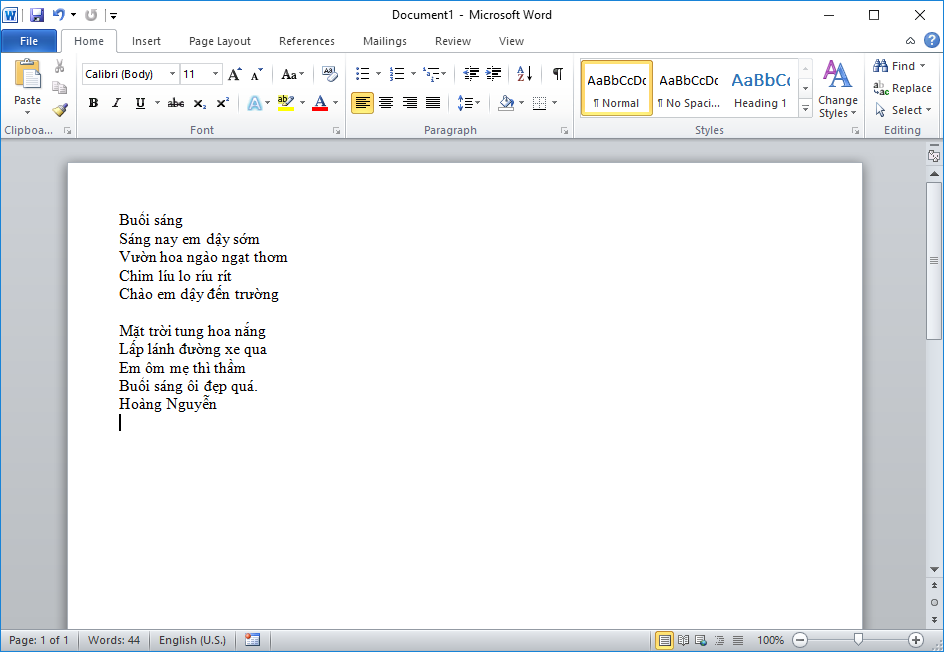 Document1 - Microsoft Word
File Home Insert Page Layout References Mailings Review View
Paste
Clipboa...
Calibri (Body) 11
Font
Paragraph
AaBbCcDc AaBbCcDc AaBbCc
¶ Normal ¶ No Spaci... Heading 1
Change Styles
Styles
Find
Replace
Select
Editing
Buổi sáng
Sáng nay em dậy sớm
Vườn hoa ngào ngạt thơm
Chim líu lo ríu rít
Chào em dậy đến trường
Mặt trời tung hoa nắng
Lấp lánh đường xe qua
Em ôm mẹ thì thầm
Buổi sáng ôi đẹp quá.
Hoàng Nguyễn
Page: 1 of 1 Words: 44 English (U.S.) 100%